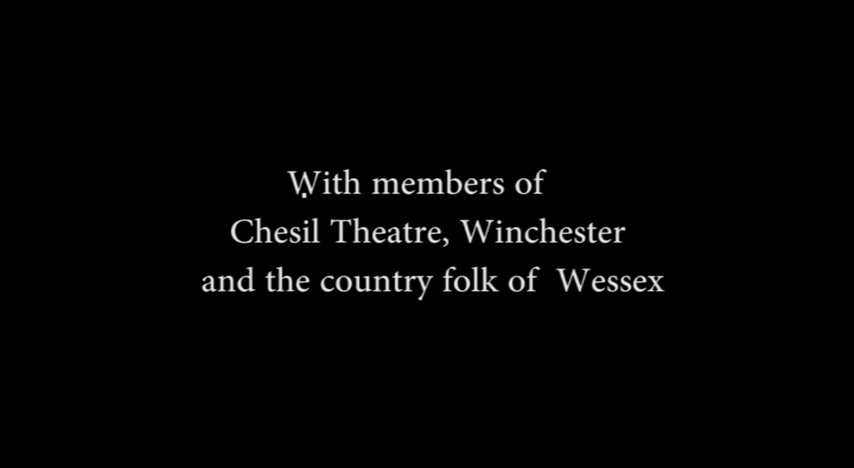 With members of
Chesil Theatre, Winchester
and the country folk of  Wessex